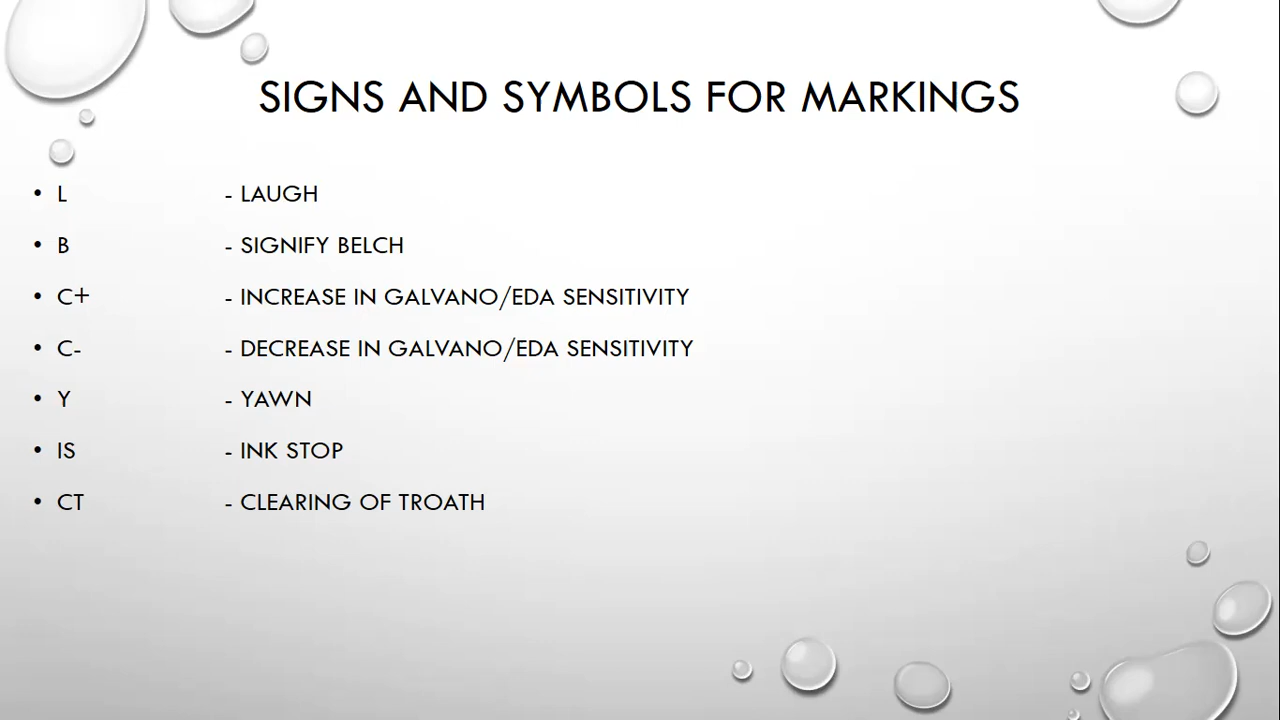 SIGNS AND SYMBOLS FOR MARKINGS
• L - LAUGH
• B - SIGNIFY BELCH
• C+ - INCREASE IN GALVANO/EDA SENSITIVITY
• C- - DECREASE IN GALVANO/EDA SENSITIVITY
• Y - YAWN
• IS - INK STOP
• CT - CLEARING OF TROATH